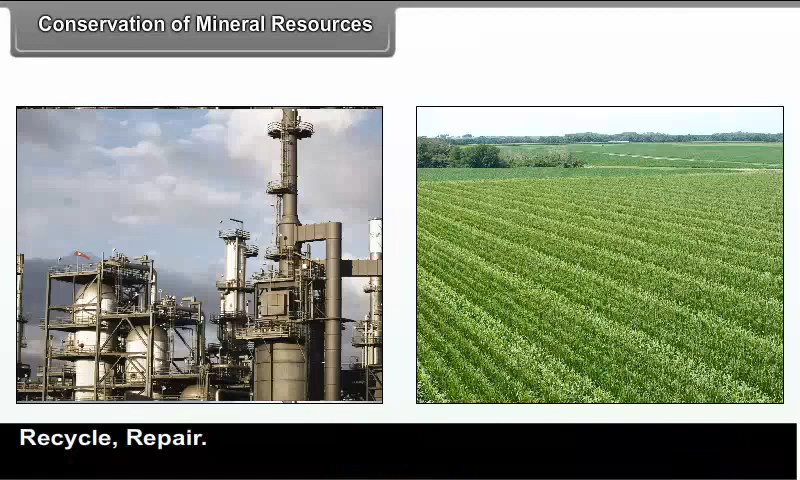 Conservation of Mineral Resources
Recycle, Repair.